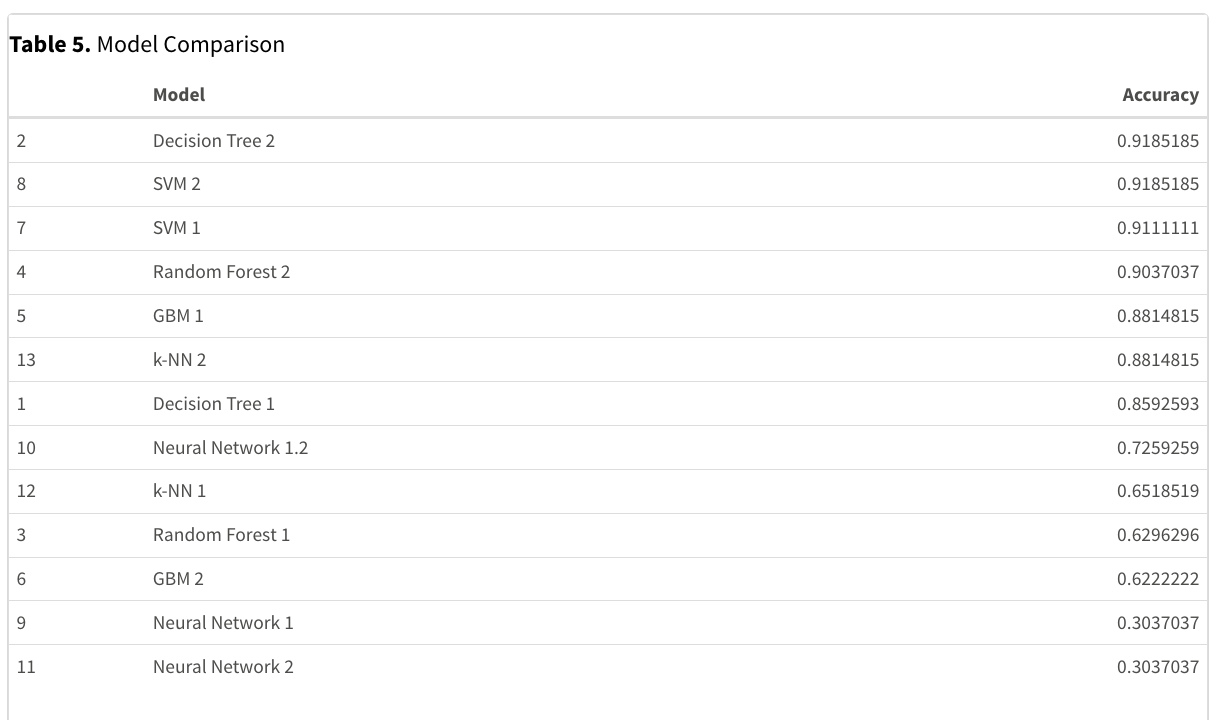 Table 5. Model Comparison
Model Accuracy
2 Decision Tree 2 0.9185185
8 SVM 2 0.9185185
7 SVM 1 0.9111111
4 Random Forest 2 0.9037037
5 GBM 1 0.8814815
13 k-NN 2 0.8814815
1 Decision Tree 1 0.8592593
10 Neural Network 1.2 0.7259259
12 k-NN 1 0.6518519
3 Random Forest 1 0.6296296
6 GBM 2 0.6222222
9 Neural Network 1 0.3037037
11 Neural Network 2 0.3037037